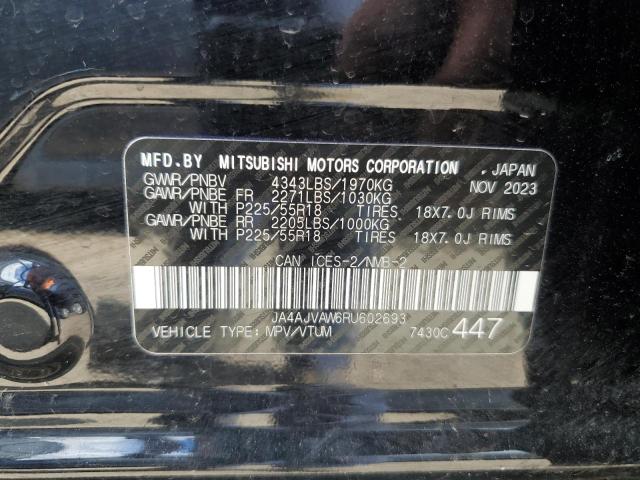 MFD.BY MITSUBISHI MOTORS CORPORATION , JAPAN
GVWR/PNBV 4343LBS/1970KG NOV 2023
GAWR/PNBE FR 2271LBS/1030KG
WITH P225/55R18 TIRES. 18X7.0J RIMS
GAWR/PNBE RR 2205LBS/1000KG
WITH P225/55R18 TIRES. 18X7.0J RIMS
CAN ICES-2/NMB-2
JA4AJVAW6RU602693
VEHICLE TYPE:MPV/VTUM 7430C 447